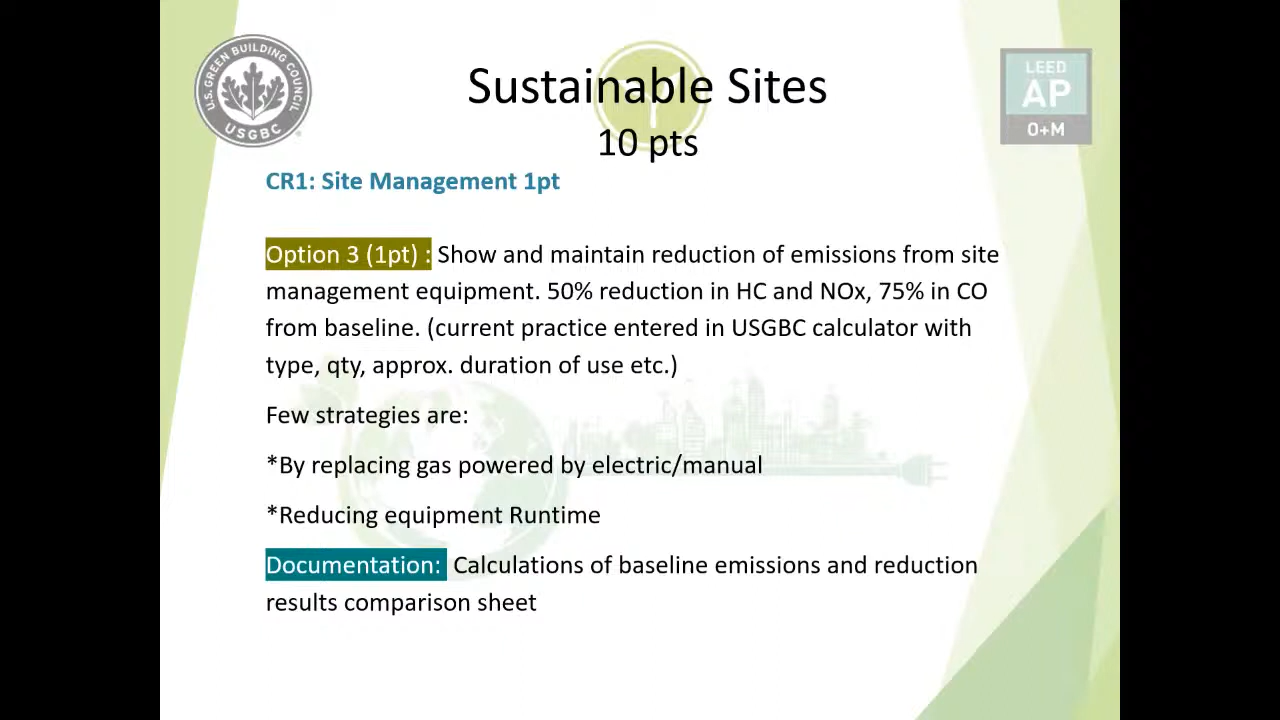 U.S. GREEN BUILDING COUNCIL
USGBC
LEED
AP
O+M
Sustainable Sites
10 pts
CR1: Site Management 1pt
Option 3 (1pt) : Show and maintain reduction of emissions from site
management equipment. 50% reduction in HC and NOx, 75% in CO
from baseline. (current practice entered in USGBC calculator with
type, qty, approx. duration of use etc.)
Few strategies are:
*By replacing gas powered by electric/manual
*Reducing equipment Runtime
Documentation: Calculations of baseline emissions and reduction
results comparison sheet